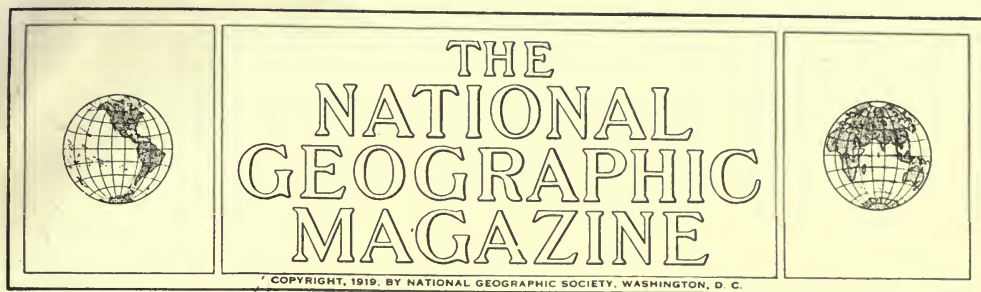 THE
NATIONAL
GEOGRAPHIC
MAGAZINE
COPYRIGHT, 1919, BY NATIONAL GEOGRAPHIC SOCIETY, WASHINGTON, D. C.